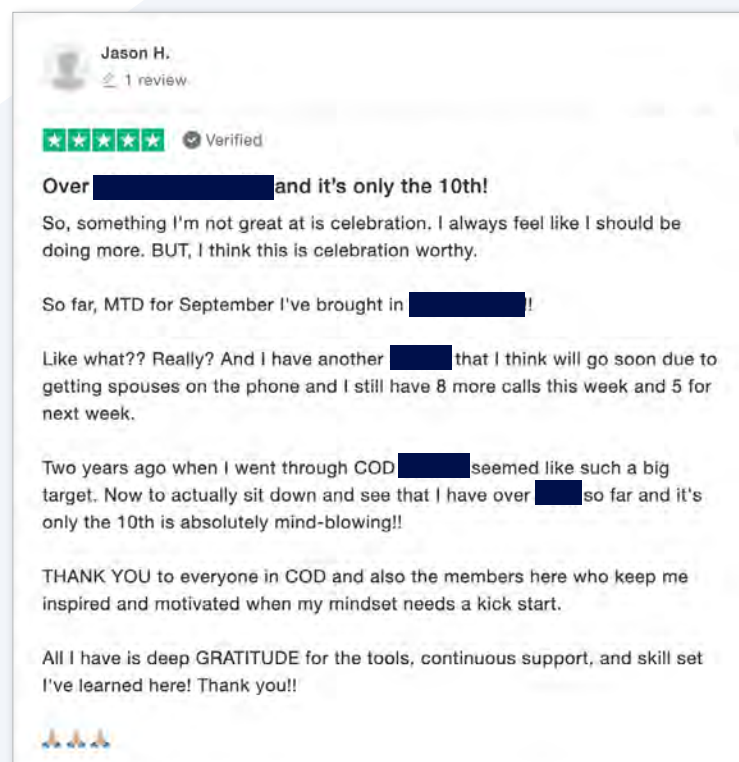 Jason H.
1 review
Verified
Over and it's only the 10th!
So, something I'm not great at is celebration. I always feel like I should be
doing more. BUT, I think this is celebration worthy.
So far, MTD for September I've brought in !!
Like what?? Really? And I have another that I think will go soon due to
getting spouses on the phone and I still have 8 more calls this week and 5 for
next week.
Two years ago when I went through COD seemed like such a big
target. Now to actually sit down and see that I have over so far and it's
only the 10th is absolutely mind-blowing!!
THANK YOU to everyone in COD and also the members here who keep me
inspired and motivated when my mindset needs a kick start.
All I have is deep GRATITUDE for the tools, continuous support, and skill set
I've learned here! Thank you!!
🙏🙏🙏